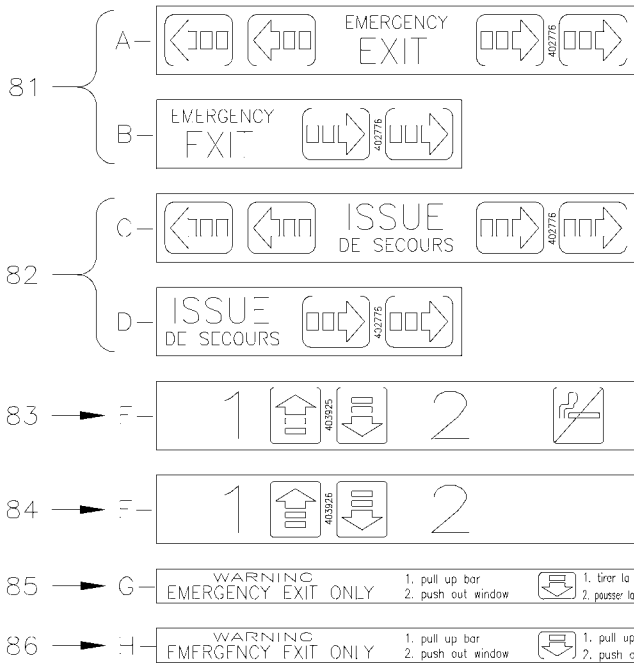 81
A
EMERGENCY
EXIT
402776
B
EMERGENCY
EXIT
402776
82
C
ISSUE
DE SECOURS
402776
D
ISSUE
DE SECOURS
402776
83
1
403925
2
84
F
1
403926
2
85
G
WARNING
EMERGENCY EXIT ONLY
1. pull up bar
2. push out window
1. tirer la
2. pousser la
86
H
WARNING
EMERGENCY EXIT ONLY
1. pull up bar
2. push out window
1. pull up
2. push o